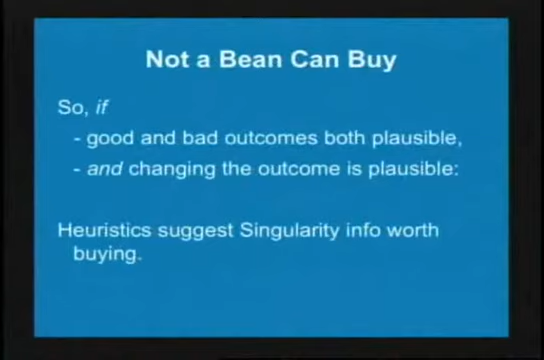 Not a Bean Can Buy
So, if
- good and bad outcomes both plausible,
- and changing the outcome is plausible:
Heuristics suggest Singularity info worth
buying.